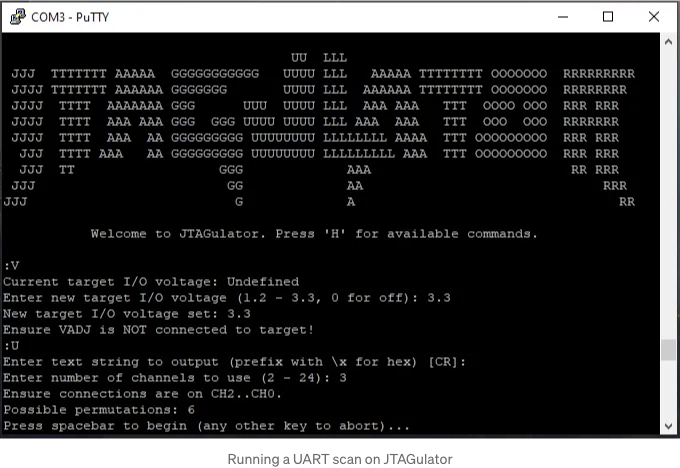 COM3 - PuTTY
UU LLL
JJJ TTTTTTT AAAAA GGGGGGGGGGG UUUU LLL AAAAA TTTTTTTT OOOOOOO RRRRRRRRR
JJJJ TTTTTTT AAAAAA GGGGGGG UUUU LLL AAAAAA TTTTTTTT OOOOOOO RRRRRRRR
JJJJ TTTT AAAAAAA GGG UUU UUUU LLL AAA AAA TTT OOOO OOO RRR RRR
JJJJ TTTT AAA AAA GGG GGG UUUU UUUU LLL AAA AAA TTT OOO OOO RRR RRR
JJJJ TTTT AAA AA GGGGGGGGG UUUUUUUU LLLLLLLL AAAA TTT OOOOOOOOO RRR RRR
JJJ TTTT AAA AA GGGGGGGGG UUUUUUUU LLLLLLLLL AAA TTT OOOOOOOOO RRR RRR
JJJ TT GGG AAA RR RRR
JJJ GG AA RRR
JJJ G A RR
Welcome to JTAGulator. Press 'H' for available commands.
:V
Current target I/O voltage: Undefined
Enter new target I/O voltage (1.2 - 3.3, 0 for off): 3.3
New target I/O voltage set: 3.3
Ensure VADJ is NOT connected to target!
:U
Enter text string to output (prefix with \x for hex) [CR]:
Enter number of channels to use (2 - 24): 3
Ensure connections are on CH2..CH0.
Possible permutations: 6
Press spacebar to begin (any other key to abort)...
Running a UART scan on JTAGulator